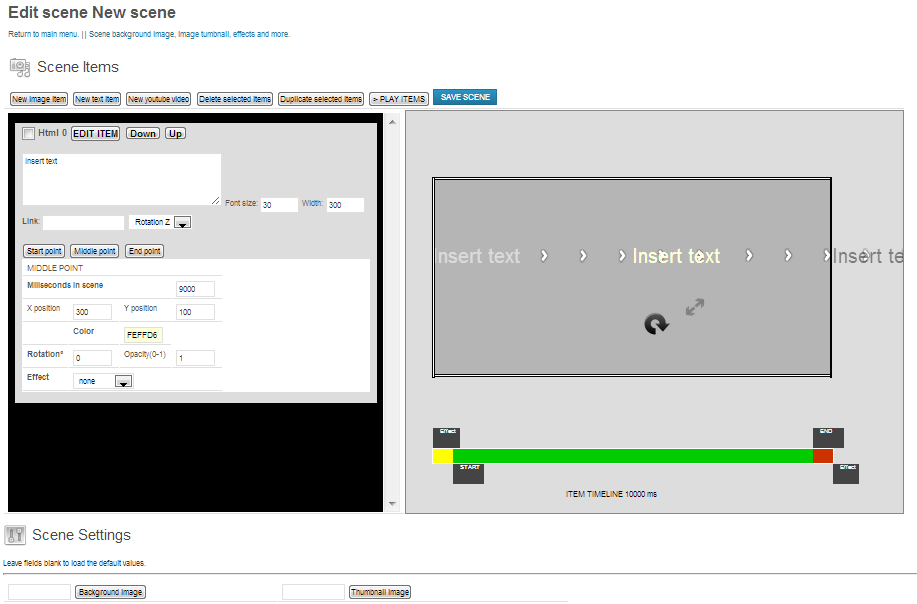 Edit scene New scene
Return to main menu. || Scene background image, Image tumbnail, effects and more.
Scene Items
New image item New text item New youtube video Delete selected items Duplicate selected items > PLAY ITEMS SAVE SCENE
Html 0 EDIT ITEM Down Up
Insert text
Font size: 30 Width: 300
Link: Rotation Z
Start point Middle point End point
MIDDLE POINT
Miliseconds in scene 9000
X position 300 Y position 100
Color FEFFD6
Rotation° 0 Opacity(0-1) 1
Effect none
Insert text Insert text Insert te
Effect END
START Effect
ITEM TIMELINE 10000 ms
Scene Settings
Leave fields blank to load the default values.
Background image Thumbnail image